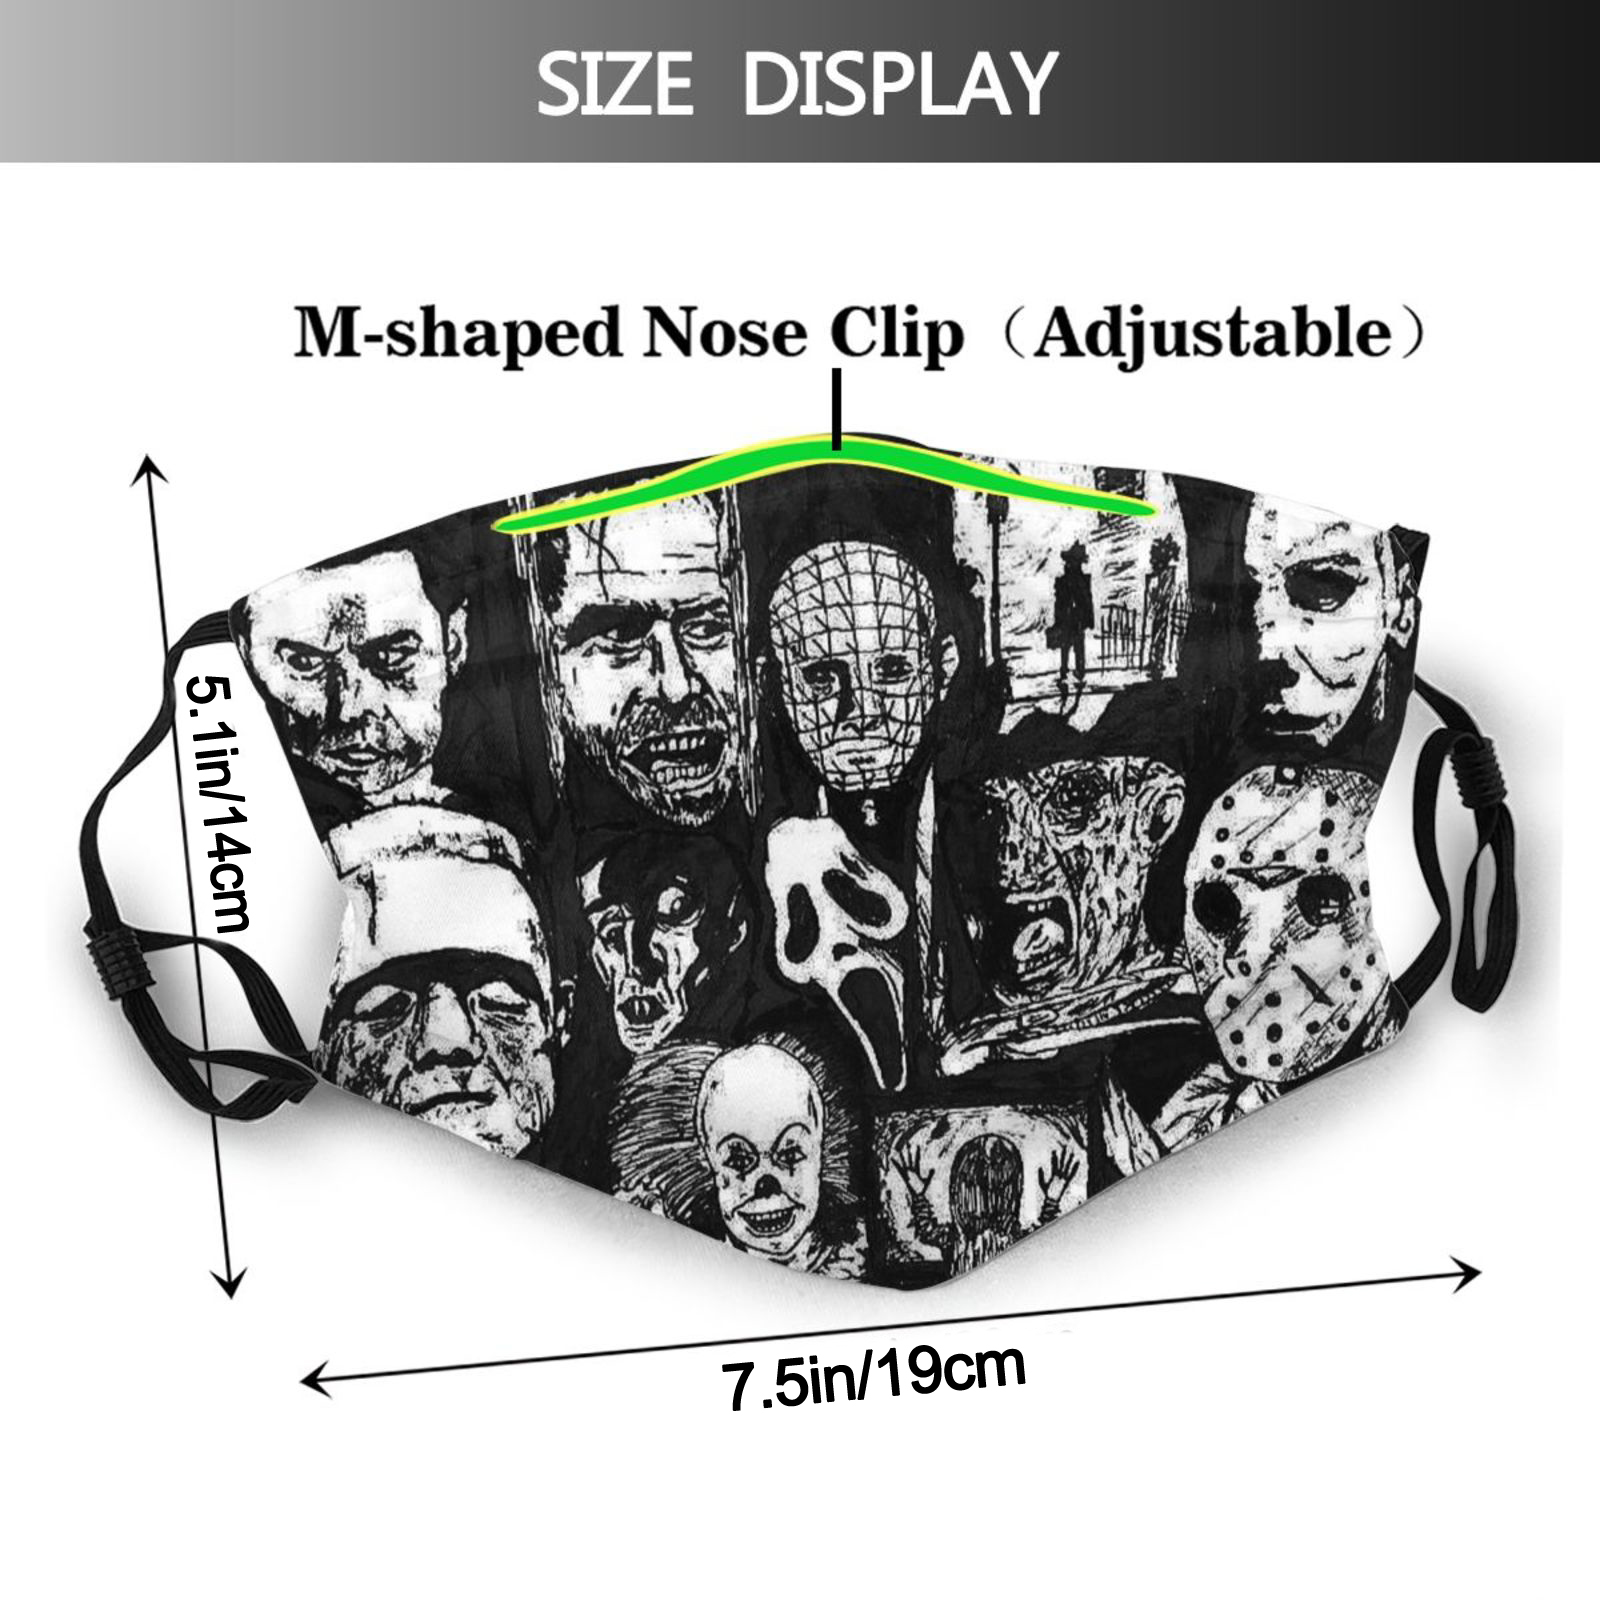 SIZE DISPLAY
M-shaped Nose Clip（Adjustable）
5.1in/14cm
7.5in/19cm